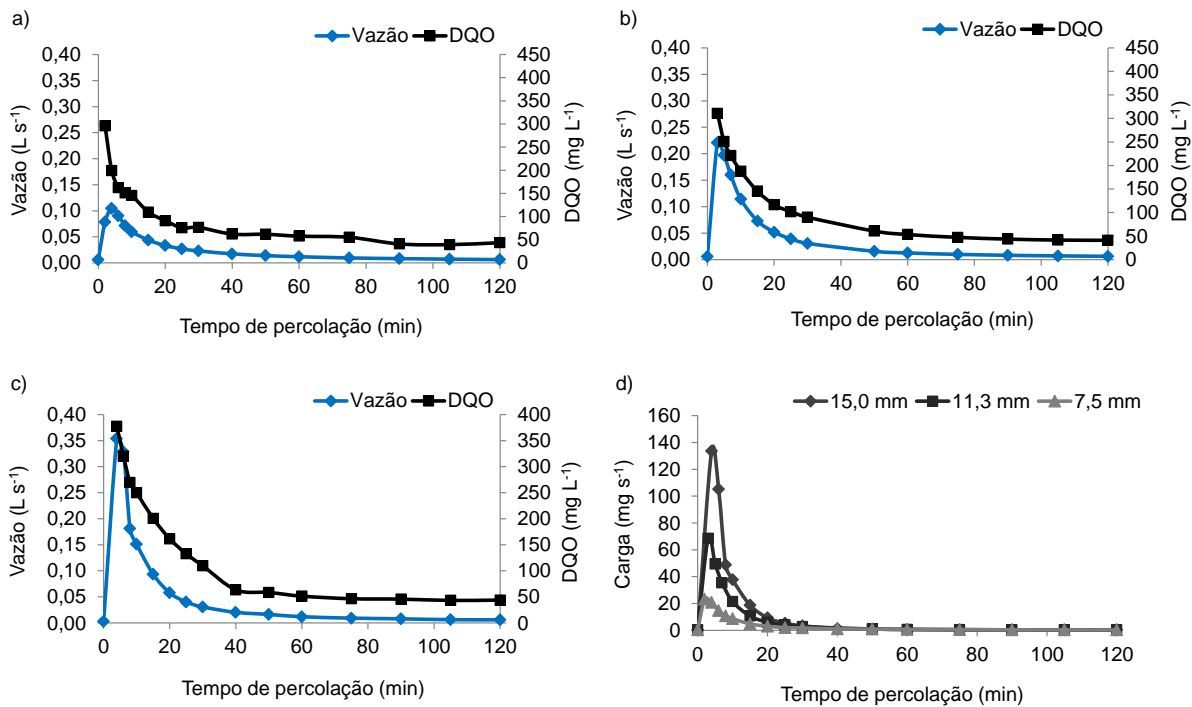 a)
Vazão DQO
0,40
0,35
0,30
0,25
0,20
0,15
0,10
0,05
0,00
Vazão (L s⁻¹)
450
400
350
300
250
200
150
100
50
0
DQO (mg L⁻¹)
0 20 40 60 80 100 120
Tempo de percolação (min)
b)
Vazão DQO
0,40
0,35
0,30
0,25
0,20
0,15
0,10
0,05
0,00
Vazão (L s⁻¹)
450
400
350
300
250
200
150
100
50
0
DQO (mg L⁻¹)
0 20 40 60 80 100 120
Tempo de percolação (min)
c)
Vazão DQO
0,40
0,35
0,30
0,25
0,20
0,15
0,10
0,05
0,00
Vazão (L s⁻¹)
400
350
300
250
200
150
100
50
0
DQO (mg L⁻¹)
0 20 40 60 80 100 120
Tempo de percolação (min)
d)
15,0 mm 11,3 mm 7,5 mm
160
140
120
100
80
60
40
20
0
Carga (mg s⁻¹)
0 20 40 60 80 100 120
Tempo de percolação (min)